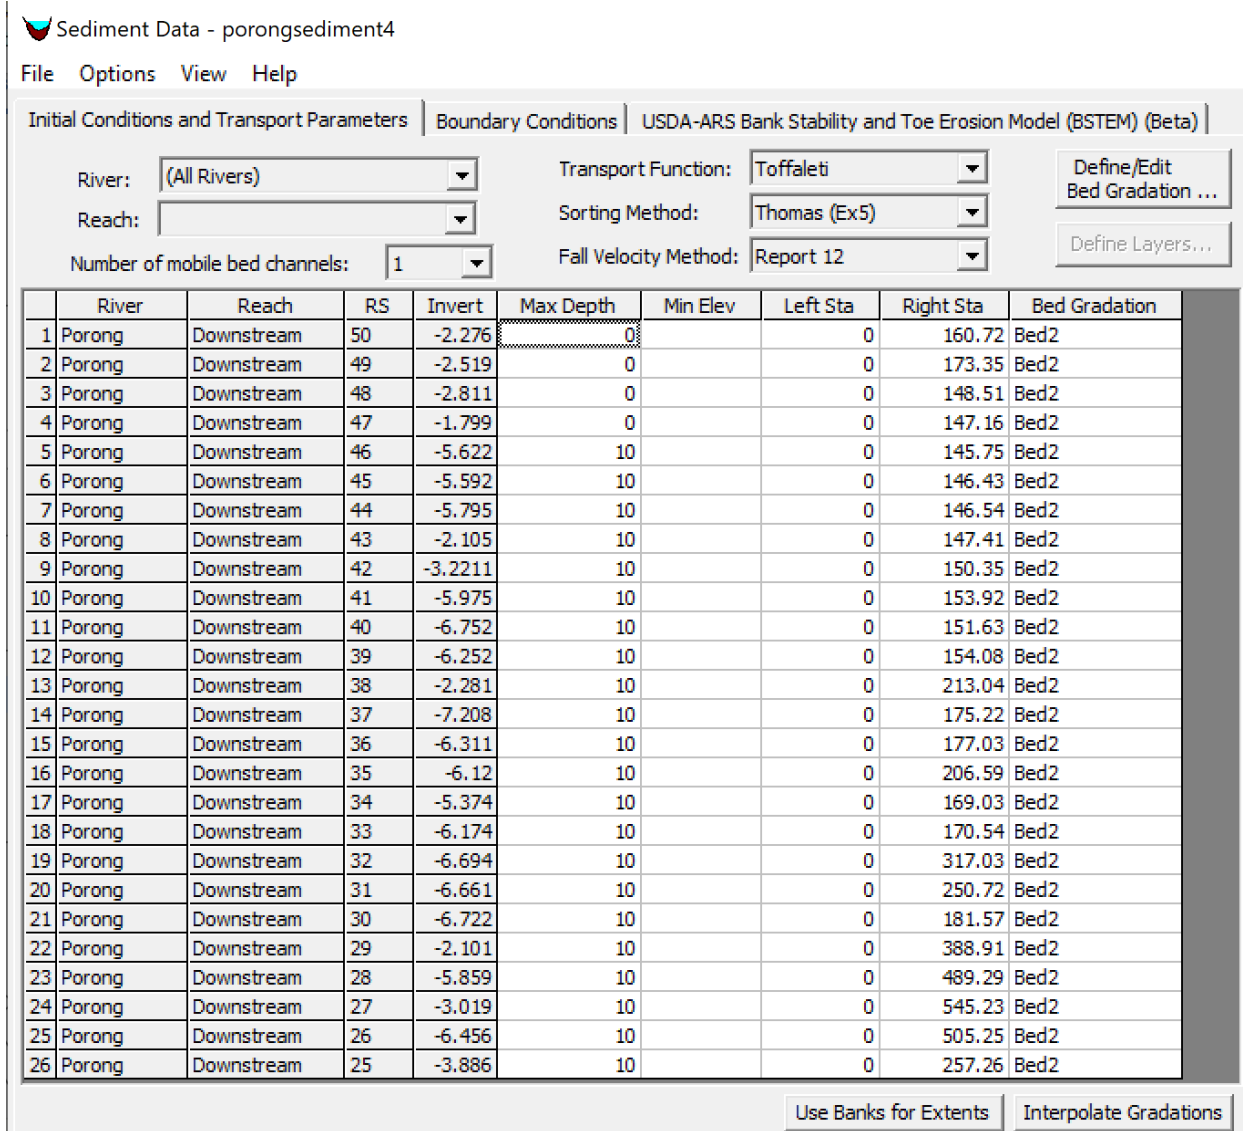 Sediment Data - porongsediment4
File Options View Help
Initial Conditions and Transport Parameters Boundary Conditions USDA-ARS Bank Stability and Toe Erosion Model (BSTEM) (Beta)
River: (All Rivers) Transport Function: Toffaleti Define/Edit Bed Gradation ...
Reach: Sorting Method: Thomas (Ex5)
Number of mobile bed channels: 1 Fall Velocity Method: Report 12 Define Layers...
River Reach RS Invert Max Depth Min Elev Left Sta Right Sta Bed Gradation
1 Porong Downstream 50 -2.276 0 0 160.72 Bed2
2 Porong Downstream 49 -2.519 0 0 173.35 Bed2
3 Porong Downstream 48 -2.811 0 0 148.51 Bed2
4 Porong Downstream 47 -1.799 0 0 147.16 Bed2
5 Porong Downstream 46 -5.622 10 0 145.75 Bed2
6 Porong Downstream 45 -5.592 10 0 146.43 Bed2
7 Porong Downstream 44 -5.795 10 0 146.54 Bed2
8 Porong Downstream 43 -2.105 10 0 147.41 Bed2
9 Porong Downstream 42 -3.2211 10 0 150.35 Bed2
10 Porong Downstream 41 -5.975 10 0 153.92 Bed2
11 Porong Downstream 40 -6.752 10 0 151.63 Bed2
12 Porong Downstream 39 -6.252 10 0 154.08 Bed2
13 Porong Downstream 38 -2.281 10 0 213.04 Bed2
14 Porong Downstream 37 -7.208 10 0 175.22 Bed2
15 Porong Downstream 36 -6.311 10 0 177.03 Bed2
16 Porong Downstream 35 -6.12 10 0 206.59 Bed2
17 Porong Downstream 34 -5.374 10 0 169.03 Bed2
18 Porong Downstream 33 -6.174 10 0 170.54 Bed2
19 Porong Downstream 32 -6.694 10 0 317.03 Bed2
20 Porong Downstream 31 -6.661 10 0 250.72 Bed2
21 Porong Downstream 30 -6.722 10 0 181.57 Bed2
22 Porong Downstream 29 -2.101 10 0 388.91 Bed2
23 Porong Downstream 28 -5.859 10 0 489.29 Bed2
24 Porong Downstream 27 -3.019 10 0 545.23 Bed2
25 Porong Downstream 26 -6.456 10 0 505.25 Bed2
26 Porong Downstream 25 -3.886 10 0 257.26 Bed2
Use Banks for Extents Interpolate Gradations